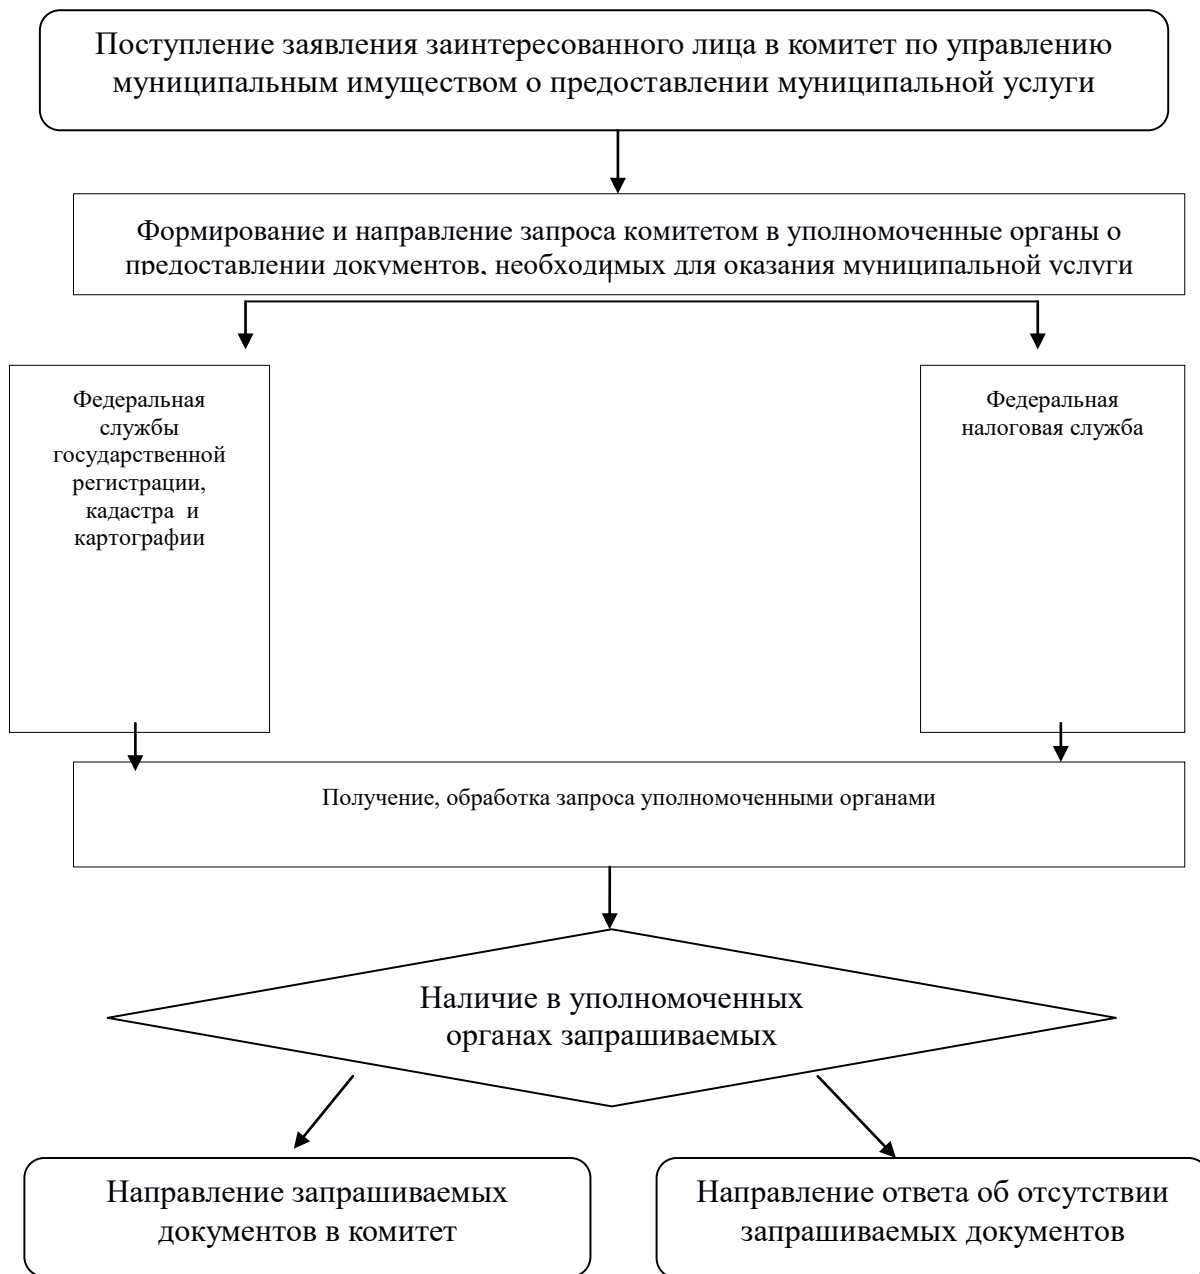 Поступление заявления заинтересованного лица в комитет по управлению
муниципальным имуществом о предоставлении муниципальной услуги
Формирование и направление запроса комитетом в уполномоченные органы о
предоставлении документов, необходимых для оказания муниципальной услуги
Федеральная
службы
государственной
регистрации,
кадастра и
картографии
Федеральная
налоговая служба
Получение, обработка запроса уполномоченными органами
Наличие в уполномоченных
органах запрашиваемых
Направление запрашиваемых
документов в комитет
Направление ответа об отсутствии
запрашиваемых документов